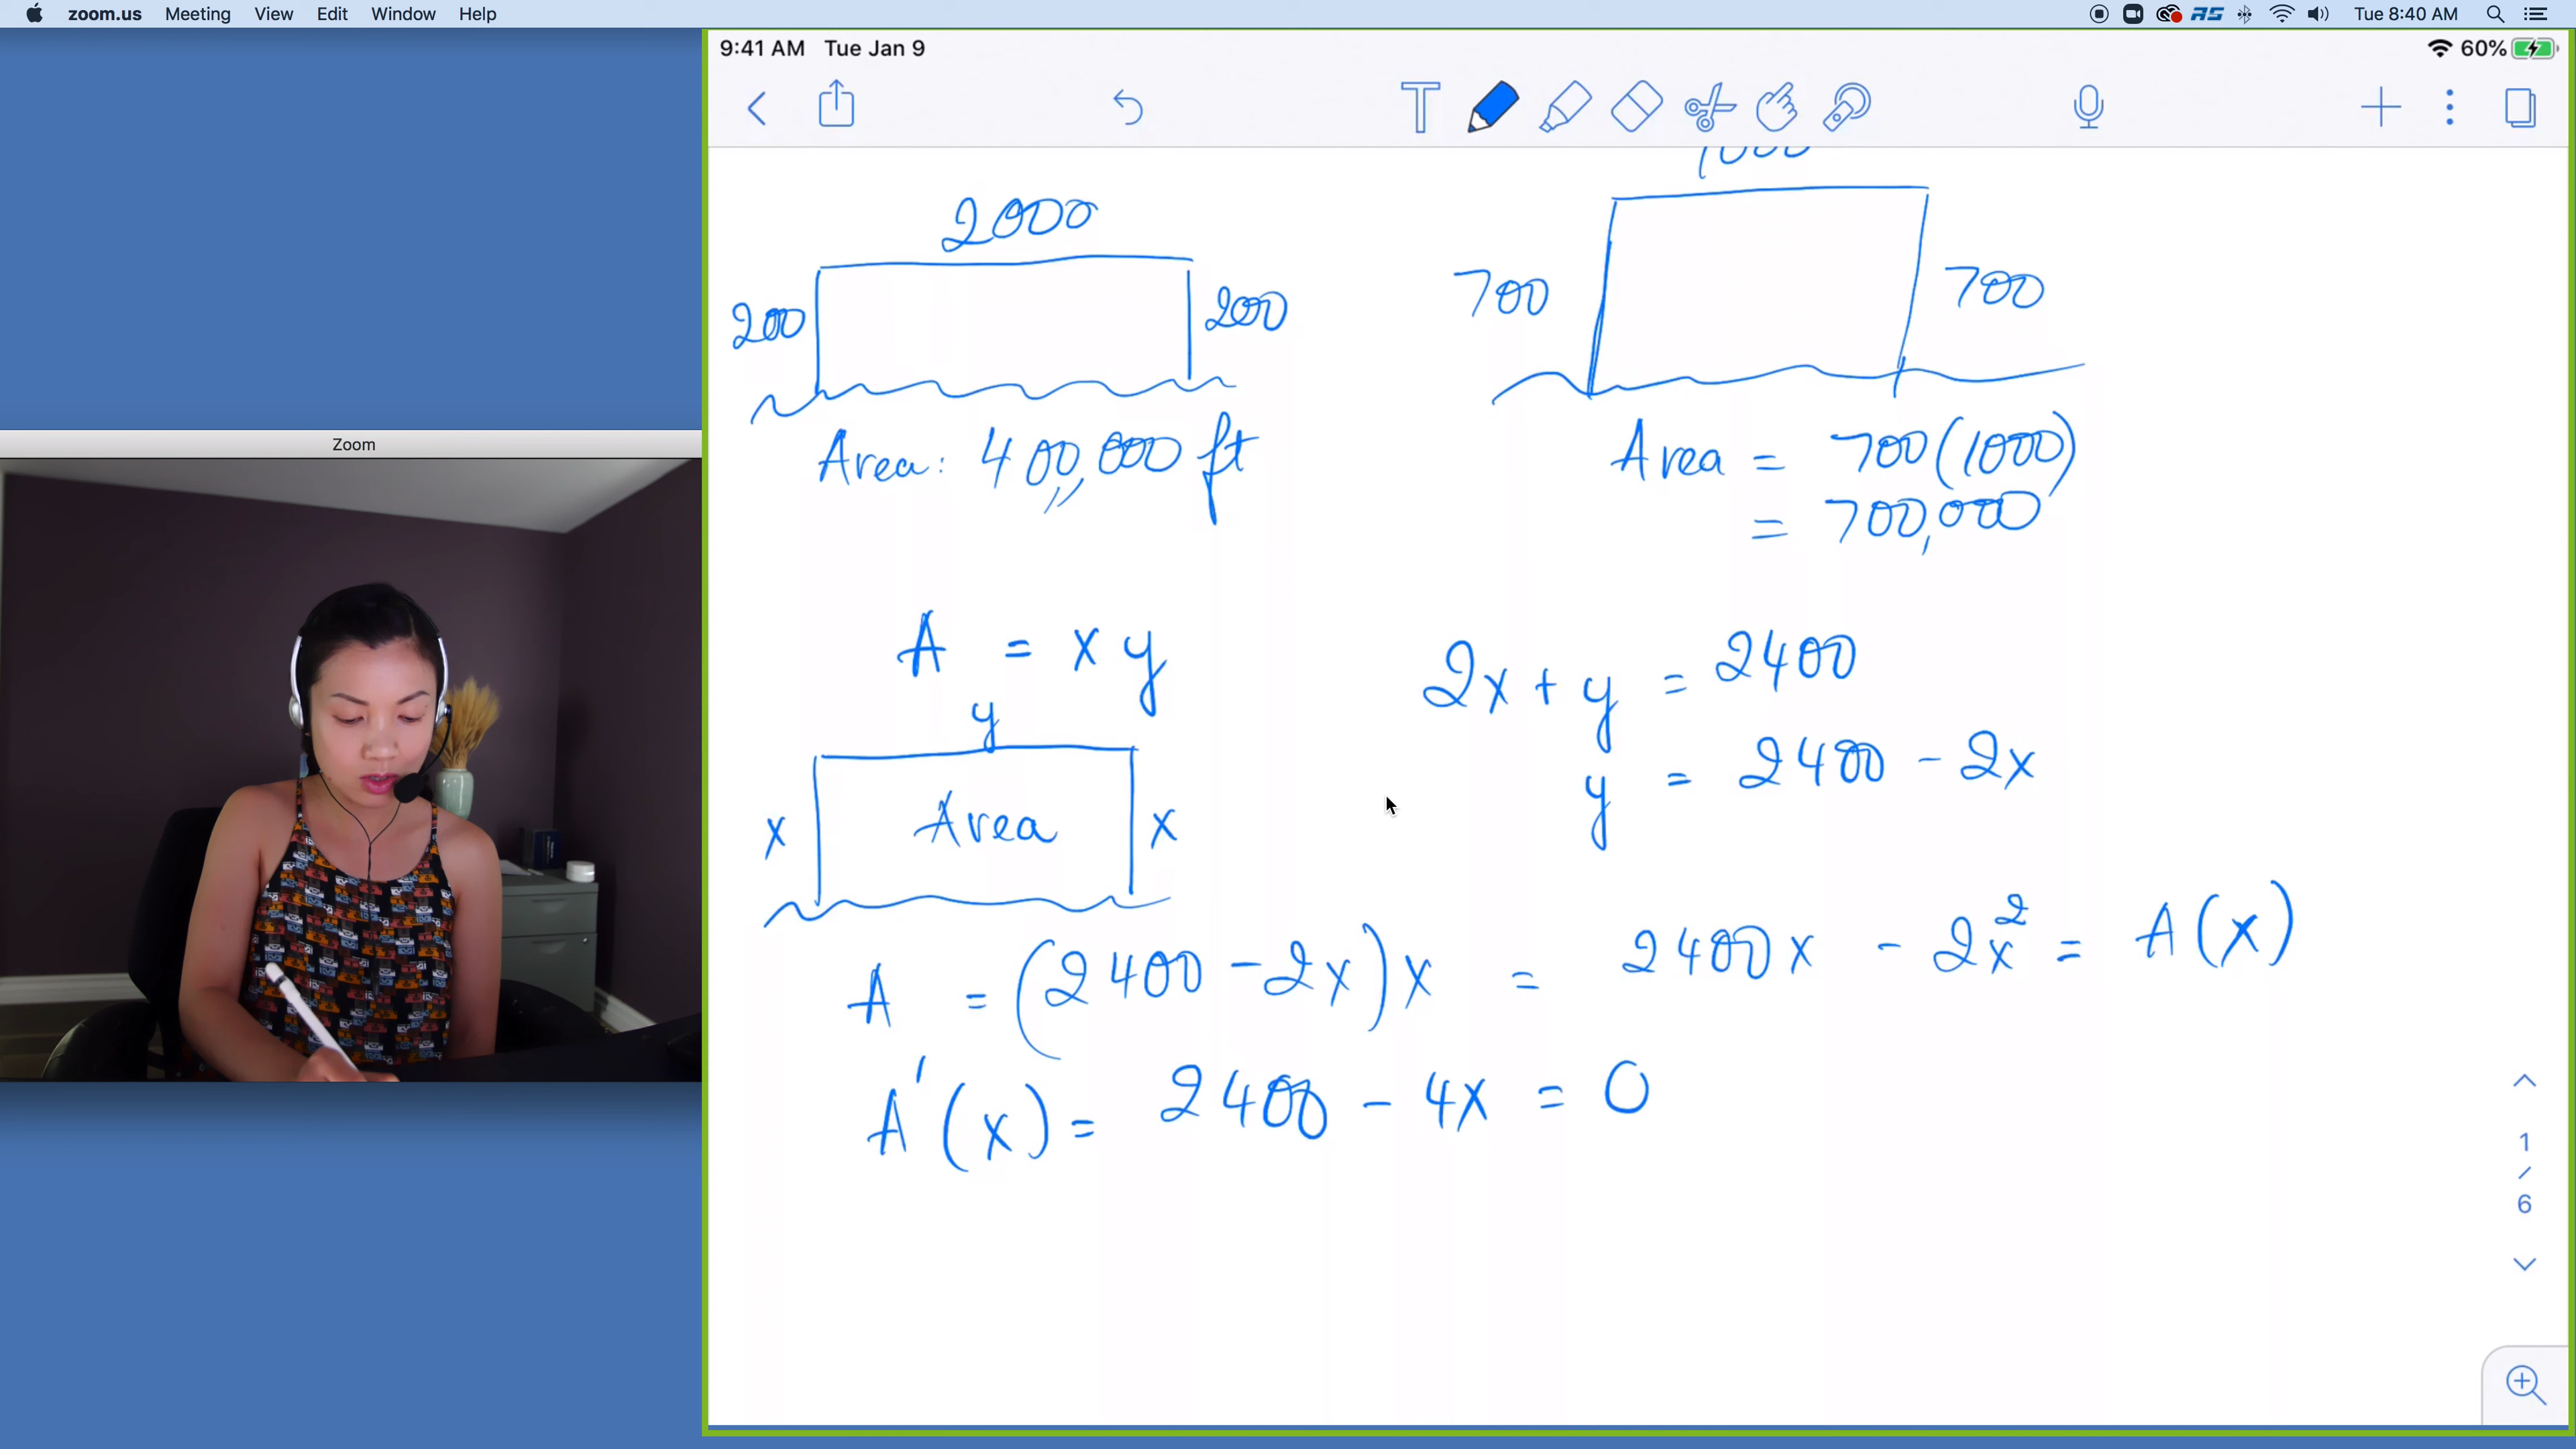 zoom.us Meeting View Edit Window Help
Tue 8:40 AM
9:41 AM Tue Jan 9
60%
T
Zoom
2000
200
200
Area: 400,000 ft
1000
700
700
Area = 700(1000)
= 700,000
A = xy
y
x
Area
x
2x + y = 2400
y = 2400 - 2x
A = (2400 - 2x)x = 2400x - 2x² = A(x)
A'(x) = 2400 - 4x = 0
1
/
6